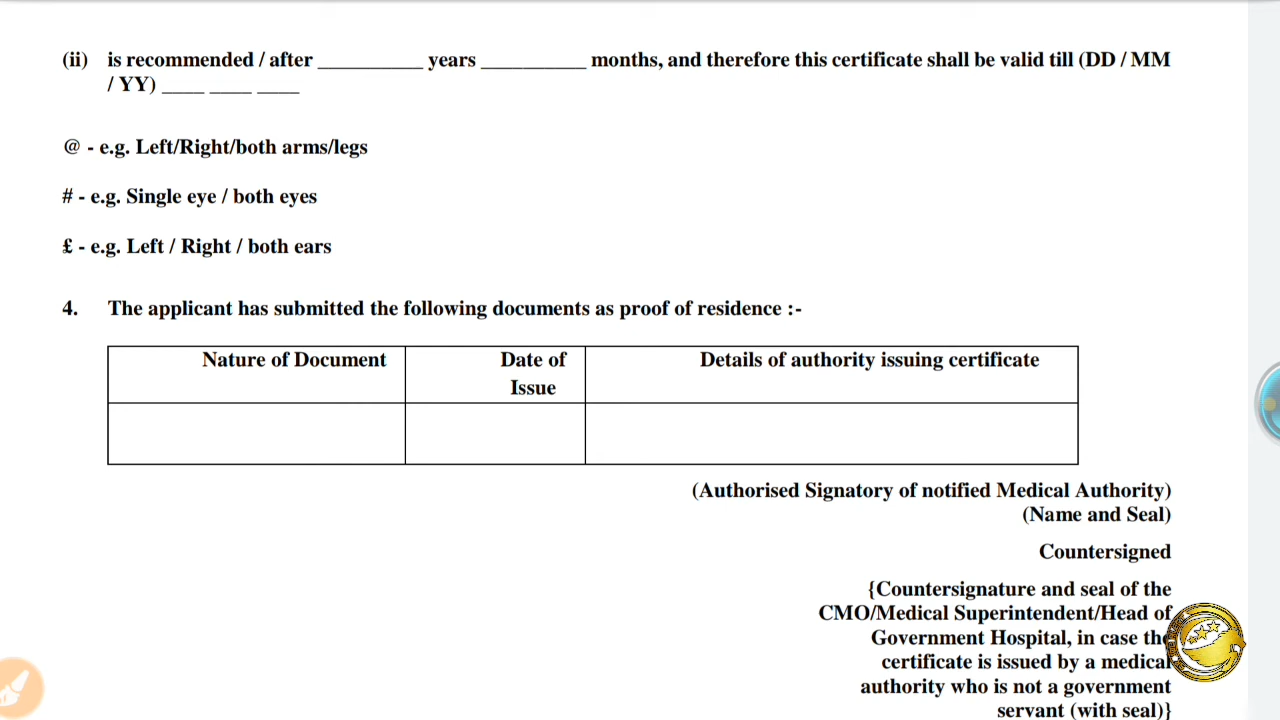 (ii) is recommended / after __________ years __________ months, and therefore this certificate shall be valid till (DD / MM
/ YY) ____ ____ ____
@ - e.g. Left/Right/both arms/legs
# - e.g. Single eye / both eyes
£ - e.g. Left / Right / both ears
4. The applicant has submitted the following documents as proof of residence :-
Nature of Document Date of Details of authority issuing certificate
Issue
(Authorised Signatory of notified Medical Authority)
(Name and Seal)
Countersigned
{Countersignature and seal of the
CMO/Medical Superintendent/Head of
Government Hospital, in case the
certificate is issued by a medical
authority who is not a government
servant (with seal)}